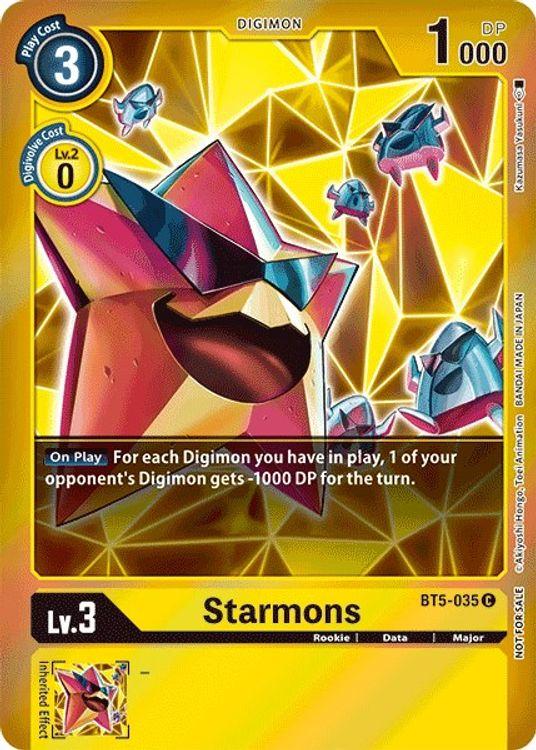 DIGIMON
Play Cost
3
DP
1000
Digivolve Cost
Lv.2
0
Kazumasa Yasukuni
On Play For each Digimon you have in play, 1 of your
opponent's Digimon gets -1000 DP for the turn.
© Akiyoshi Hongo, Toei Animation BANDAI MADE IN JAPAN
NOT FOR SALE
Lv.3
Starmons
BT5-035 C
Rookie | Data | Major
Inherited Effect
-